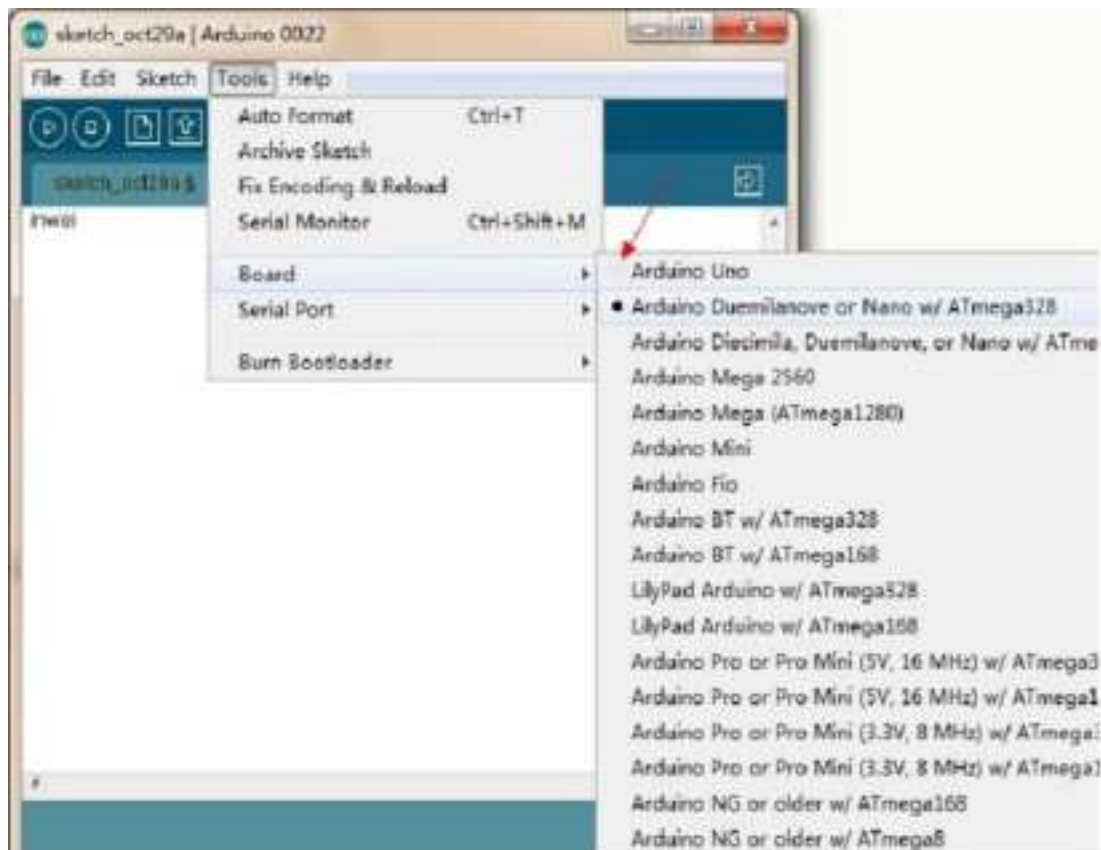 sketch_oct29a | Arduino 0022
File Edit Sketch Tools Help
sketch_oct29a §
Auto Format Ctrl+T
Archive Sketch
Fix Encoding & Reload
Serial Monitor Ctrl+Shift+M
Board
Serial Port
Burn Bootloader
Arduino Uno
Arduino Duemilanove or Nano w/ ATmega328
Arduino Diecimila, Duemilanove, or Nano w/ ATme
Arduino Mega 2560
Arduino Mega (ATmega1280)
Arduino Mini
Arduino Fio
Arduino BT w/ ATmega328
Arduino BT w/ ATmega168
LilyPad Arduino w/ ATmega328
LilyPad Arduino w/ ATmega168
Arduino Pro or Pro Mini (5V, 16 MHz) w/ ATmega3
Arduino Pro or Pro Mini (5V, 16 MHz) w/ ATmega1
Arduino Pro or Pro Mini (3.3V, 8 MHz) w/ ATmega3
Arduino Pro or Pro Mini (3.3V, 8 MHz) w/ ATmega1
Arduino NG or older w/ ATmega168
Arduino NG or older w/ ATmega8